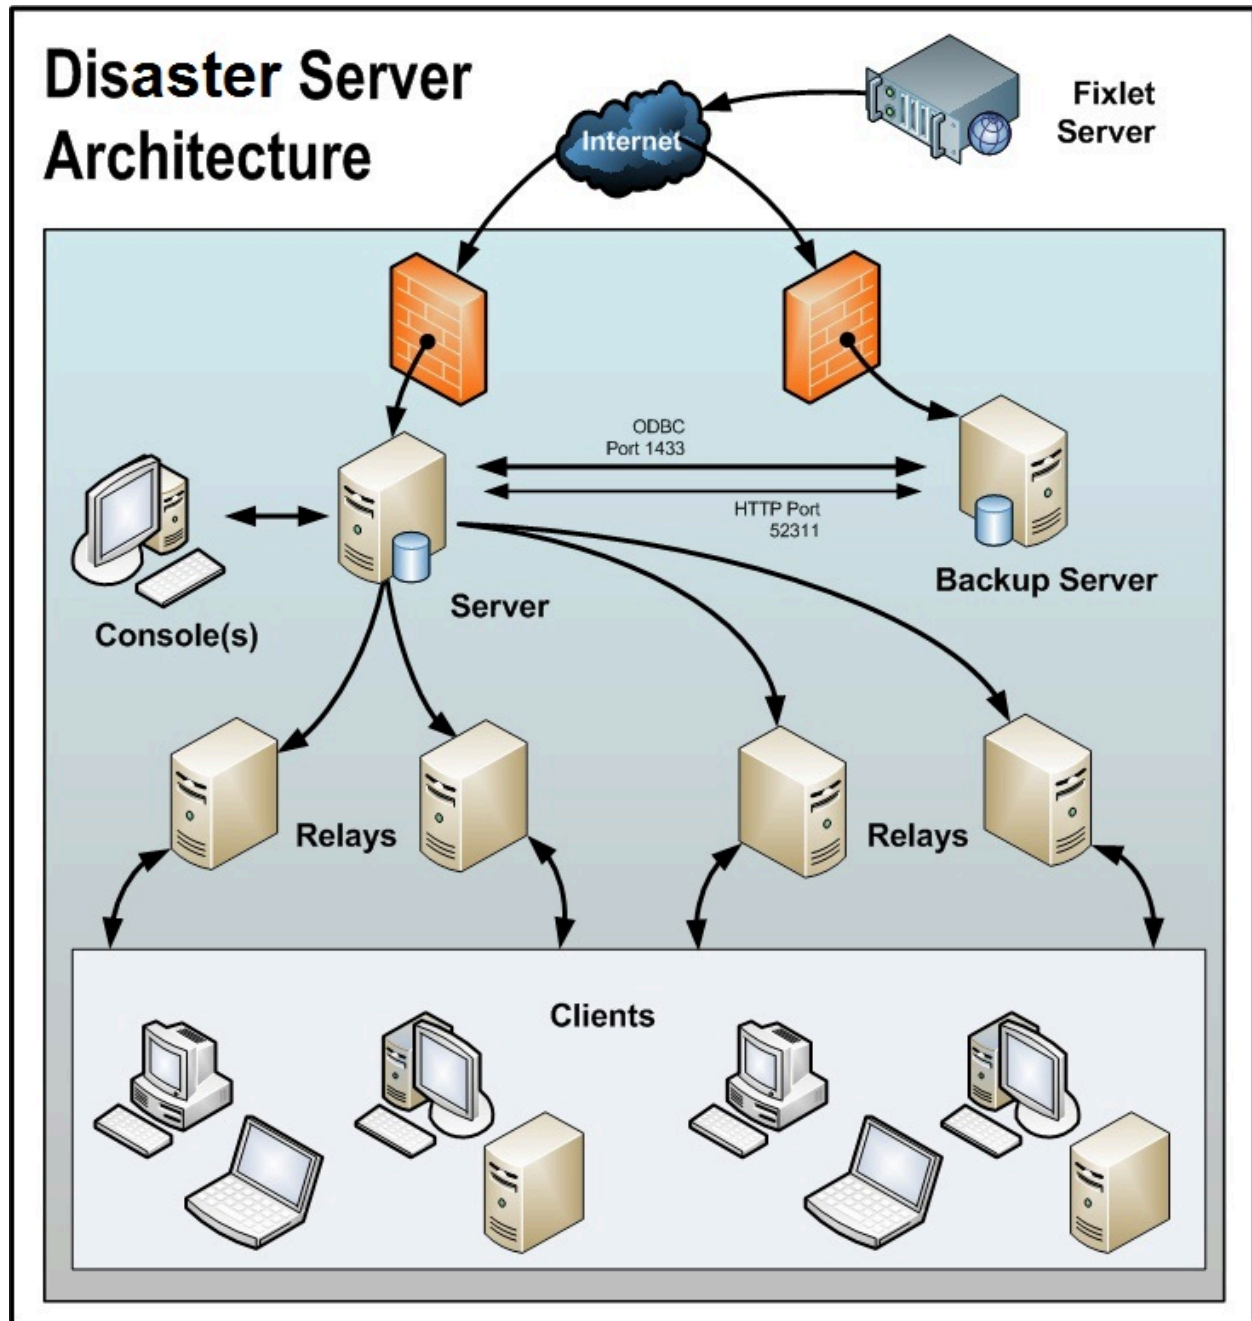 Disaster Server
Architecture
Internet
Fixlet
Server
ODBC
Port 1433
HTTP Port
52311
Console(s)
Server
Backup Server
Relays
Relays
Clients